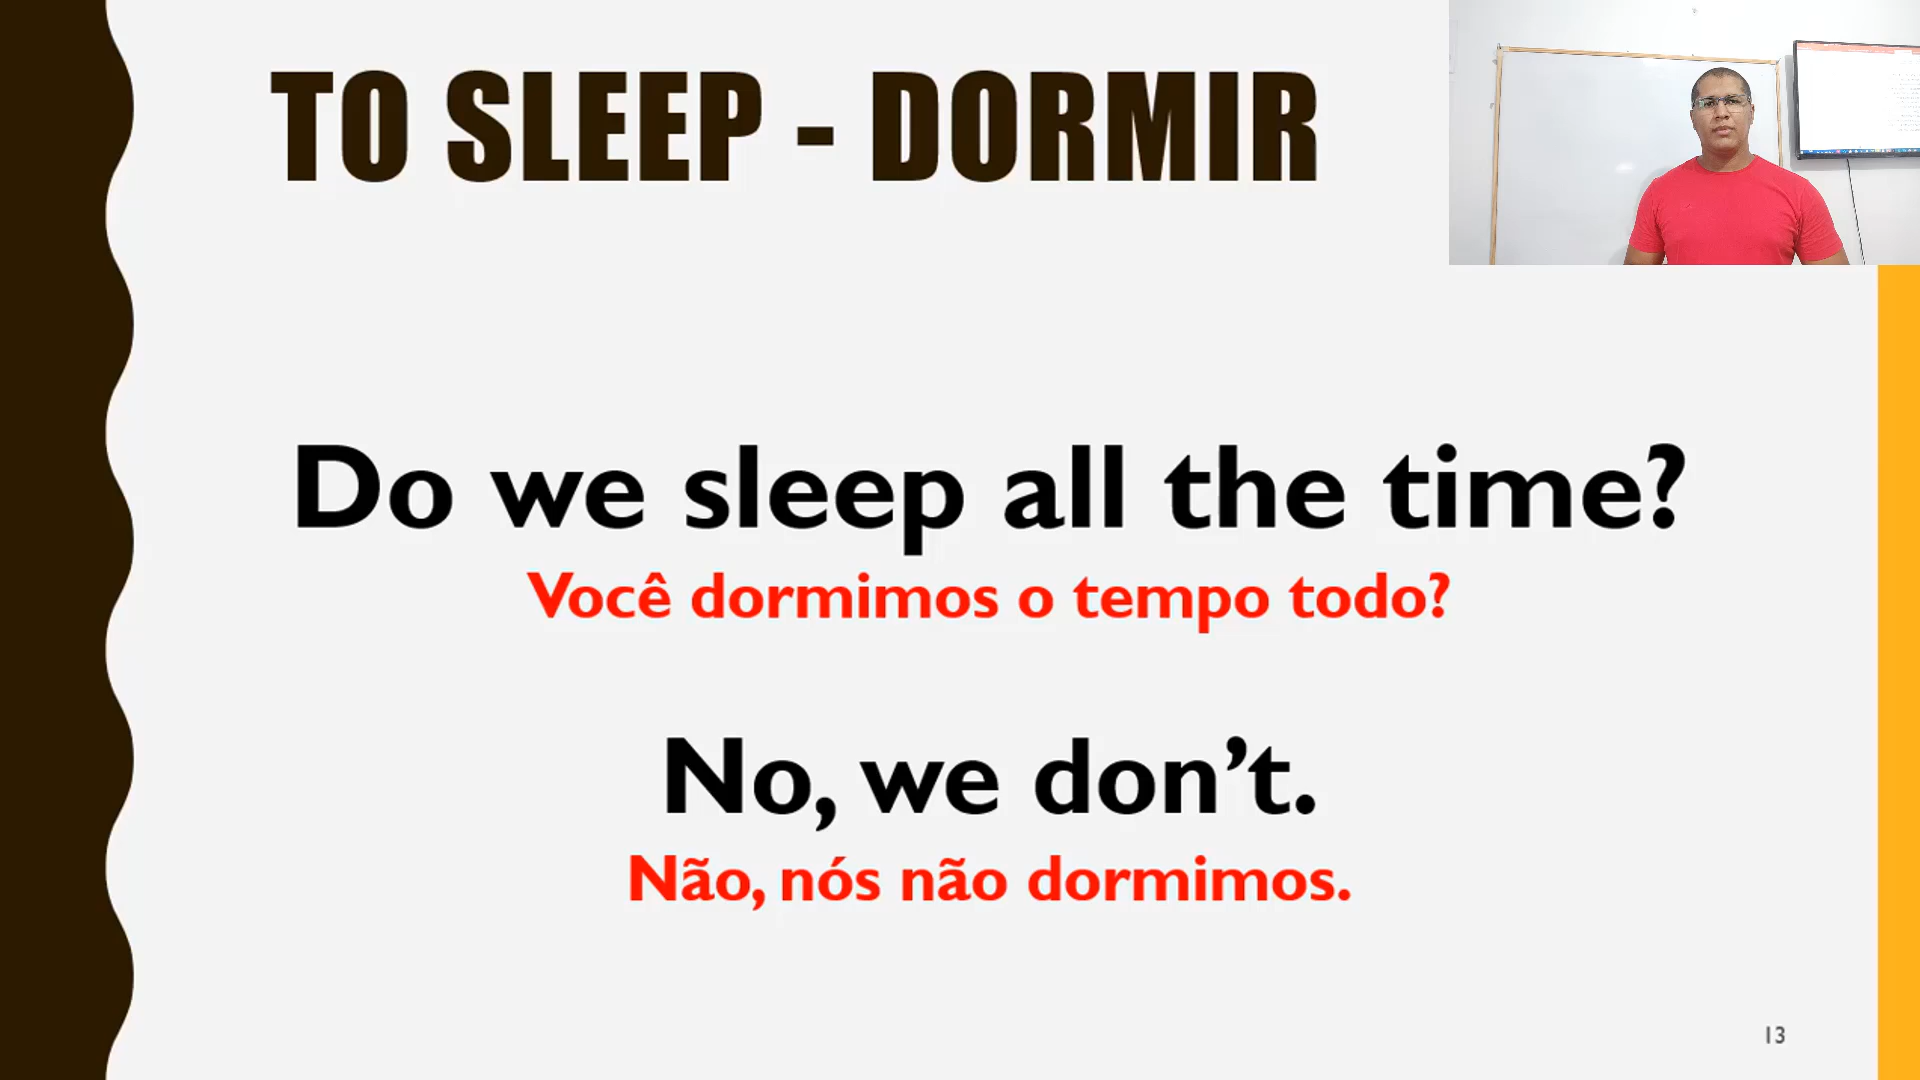 TO SLEEP - DORMIR
Do we sleep all the time?
Você dormimos o tempo todo?
No, we don’t.
Não, nós não dormimos.
13